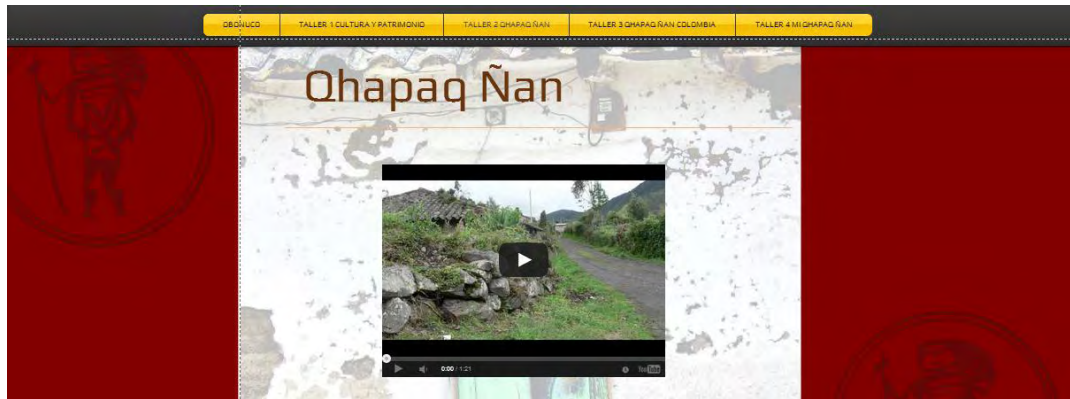 OBONUCO
TALLER 1 CULTURA Y PATRIMONIO
TALLER 2 QHAPAQ ÑAN
TALLER 3 QHAPAQ ÑAN COLOMBIA
TALLER 4 MI QHAPAQ ÑAN
Qhapaq Ñan
0:00 / 1:21
YouTube